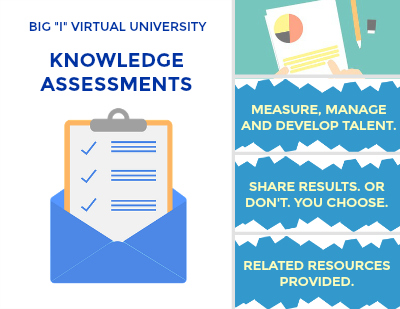 BIG "I" VIRTUAL UNIVERSITY
KNOWLEDGE
ASSESSMENTS
MEASURE, MANAGE
AND DEVELOP TALENT.
SHARE RESULTS. OR
DON'T. YOU CHOOSE.
RELATED RESOURCES
PROVIDED.